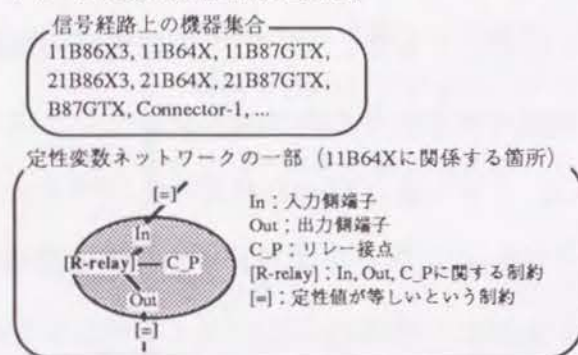 信号経路上の機器集合
11B86X3, 11B64X, 11B87GTX,
21B86X3, 21B64X, 21B87GTX,
B87GTX, Connector-1, ...
定性変数ネットワークの一部（11B64Xに関係する箇所）
[=]
In
[R-relay]
C_P
Out
[=]
In：入力側端子
Out：出力側端子
C_P：リレー接点
[R-relay]：In, Out, C_Pに関する制約
[=]：定性値が等しいという制約